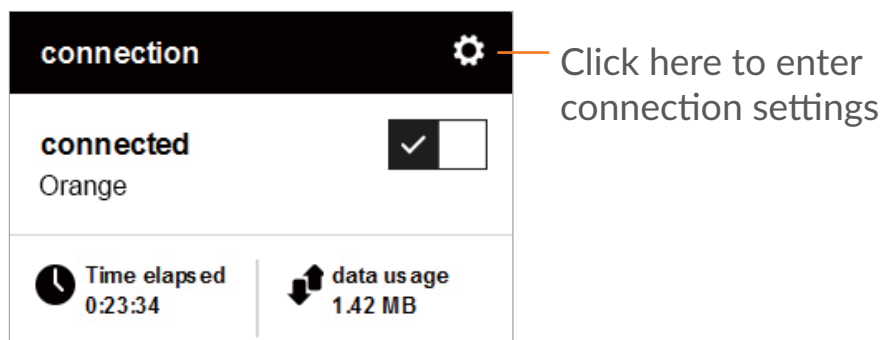 connection
Click here to enter
connection settings
connected
Orange
Time elapsed
0:23:34
data usage
1.42 MB